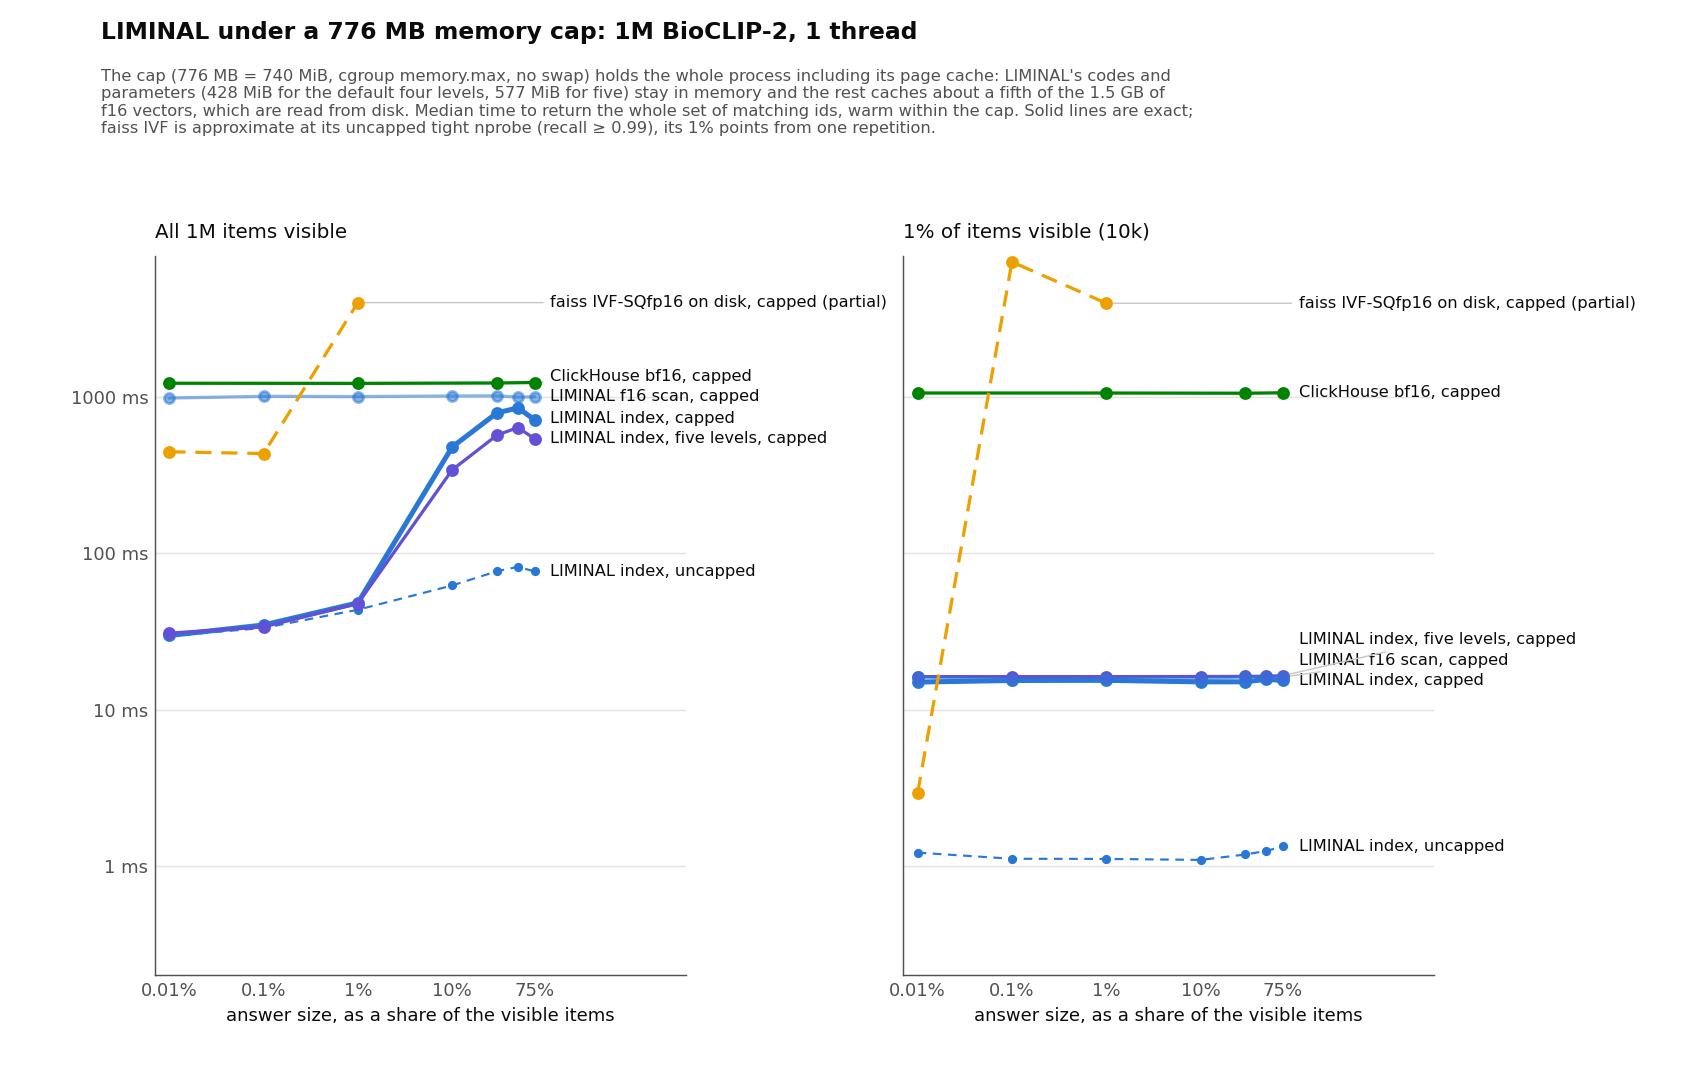 LIMINAL under a 776 MB memory cap: 1M BioCLIP-2, 1 thread
The cap (776 MB = 740 MiB, cgroup memory.max, no swap) holds the whole process including its page cache: LIMINAL's codes and
parameters (428 MiB for the default four levels, 577 MiB for five) stay in memory and the rest caches about a fifth of the 1.5 GB of
f16 vectors, which are read from disk. Median time to return the whole set of matching ids, warm within the cap. Solid lines are exact;
faiss IVF is approximate at its uncapped tight nprobe (recall ≥ 0.99), its 1% points from one repetition.
All 1M items visible
faiss IVF-SQfp16 on disk, capped (partial)
ClickHouse bf16, capped
LIMINAL f16 scan, capped
LIMINAL index, capped
LIMINAL index, five levels, capped
LIMINAL index, uncapped
1000 ms
100 ms
10 ms
1 ms
0.01%
0.1%
1%
10%
75%
answer size, as a share of the visible items
1% of items visible (10k)
faiss IVF-SQfp16 on disk, capped (partial)
ClickHouse bf16, capped
LIMINAL index, five levels, capped
LIMINAL f16 scan, capped
LIMINAL index, capped
LIMINAL index, uncapped
0.01%
0.1%
1%
10%
75%
answer size, as a share of the visible items